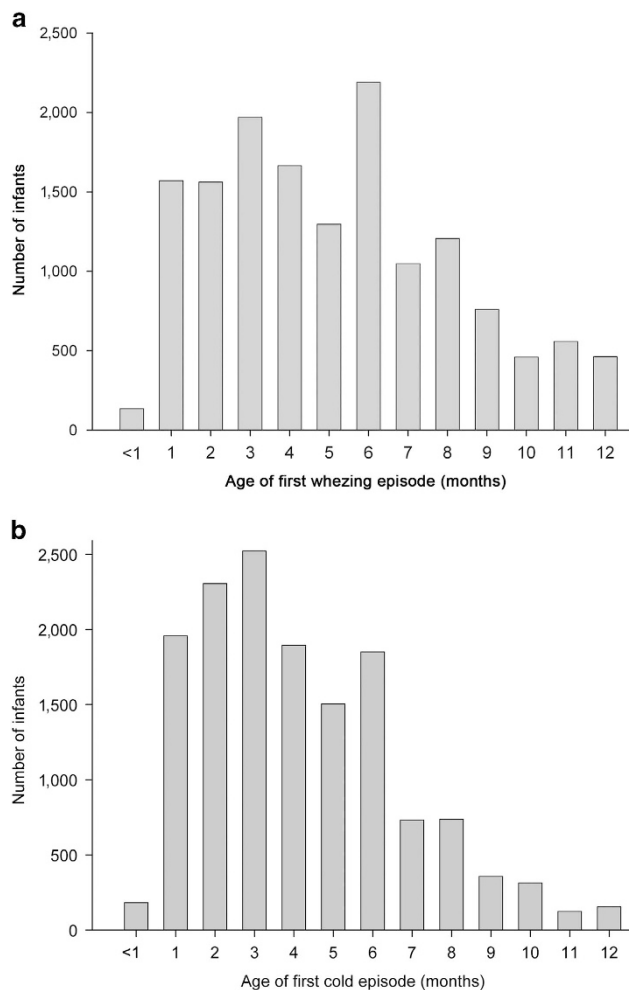 a
Number of infants
2,500
2,000
1,500
1,000
500
0
<1 1 2 3 4 5 6 7 8 9 10 11 12
Age of first whezing episode (months)
b
Number of infants
2,500
2,000
1,500
1,000
500
0
<1 1 2 3 4 5 6 7 8 9 10 11 12
Age of first cold episode (months)